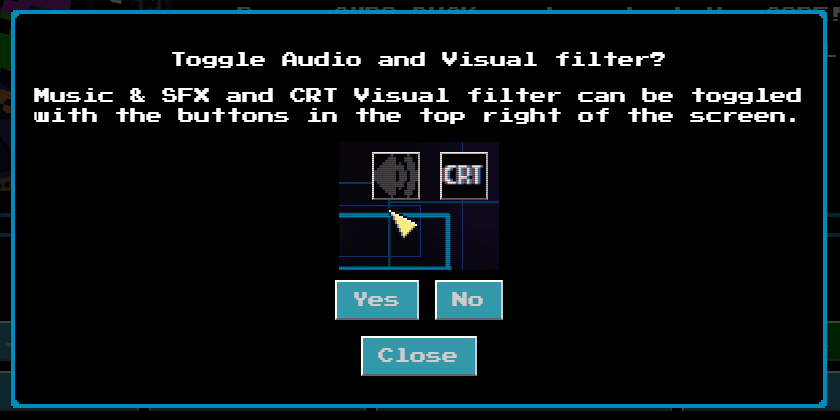 Toggle Audio and Visual filter?
Music & SFX and CRT Visual filter can be toggled
with the buttons in the top right of the screen.
CRT
Yes No
Close